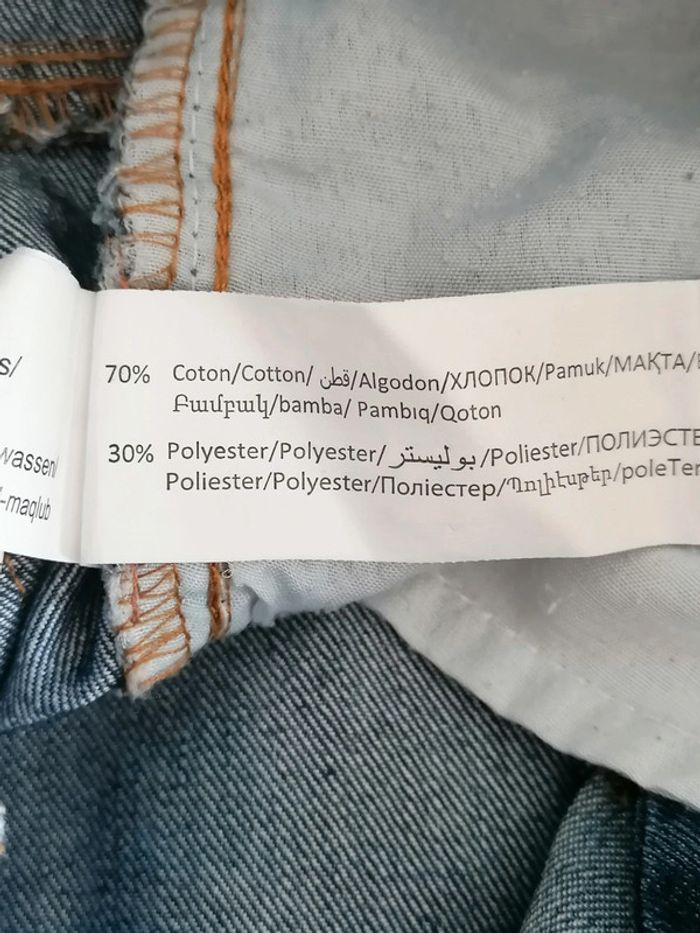 s/
wassen/
-maqlub
70% Coton/Cotton/ قطن/Algodon/ХЛОПОК/Pamuk/МАҚТА/
Բամբակ/bamba/ Pambıq/Qoton
30% Polyester/Polyester/ بوليستر/Poliester/ПОЛИЭСТЕ
Poliester/Polyester/Поліестер/Պոլիէսթեր/poleTer